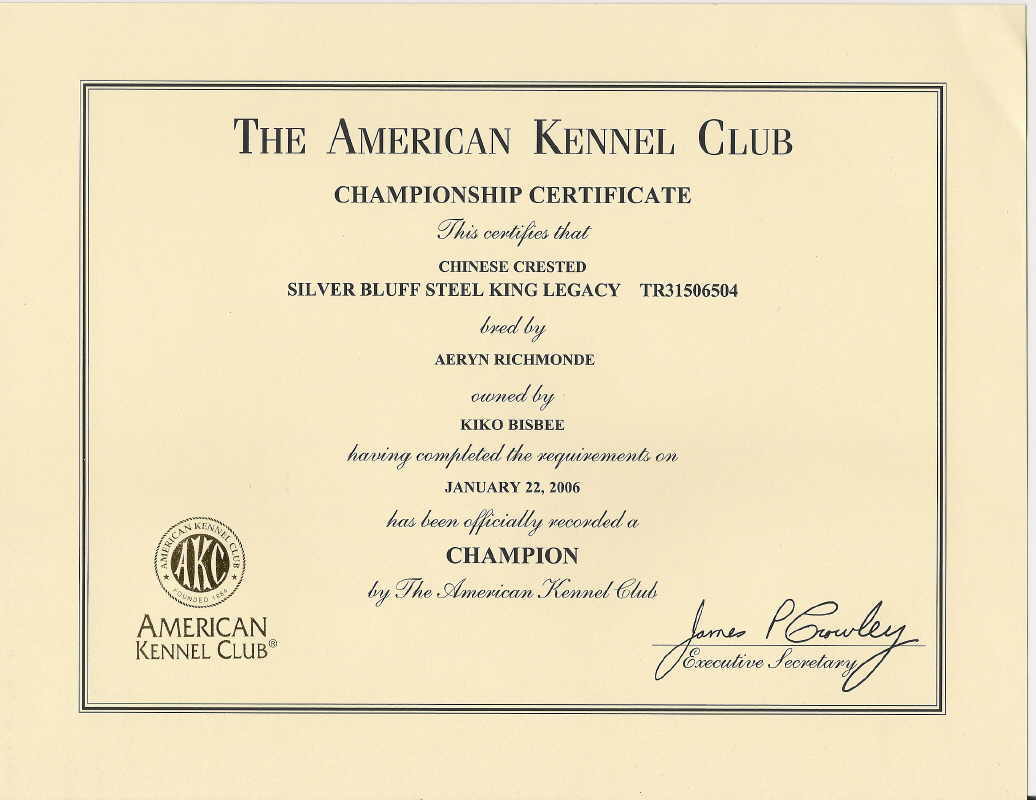 THE AMERICAN KENNEL CLUB
CHAMPIONSHIP CERTIFICATE
This certifies that
CHINESE CRESTED
SILVER BLUFF STEEL KING LEGACY TR31506504
bred by
AERYN RICHMONDE
owned by
KIKO BISBEE
having completed the requirements on
JANUARY 22, 2006
has been officially recorded a
CHAMPION
by The American Kennel Club
AMERICAN KENNEL CLUB
AKC
FOUNDED 1884
AMERICAN
KENNEL CLUB®
James P Crowley
Executive Secretary